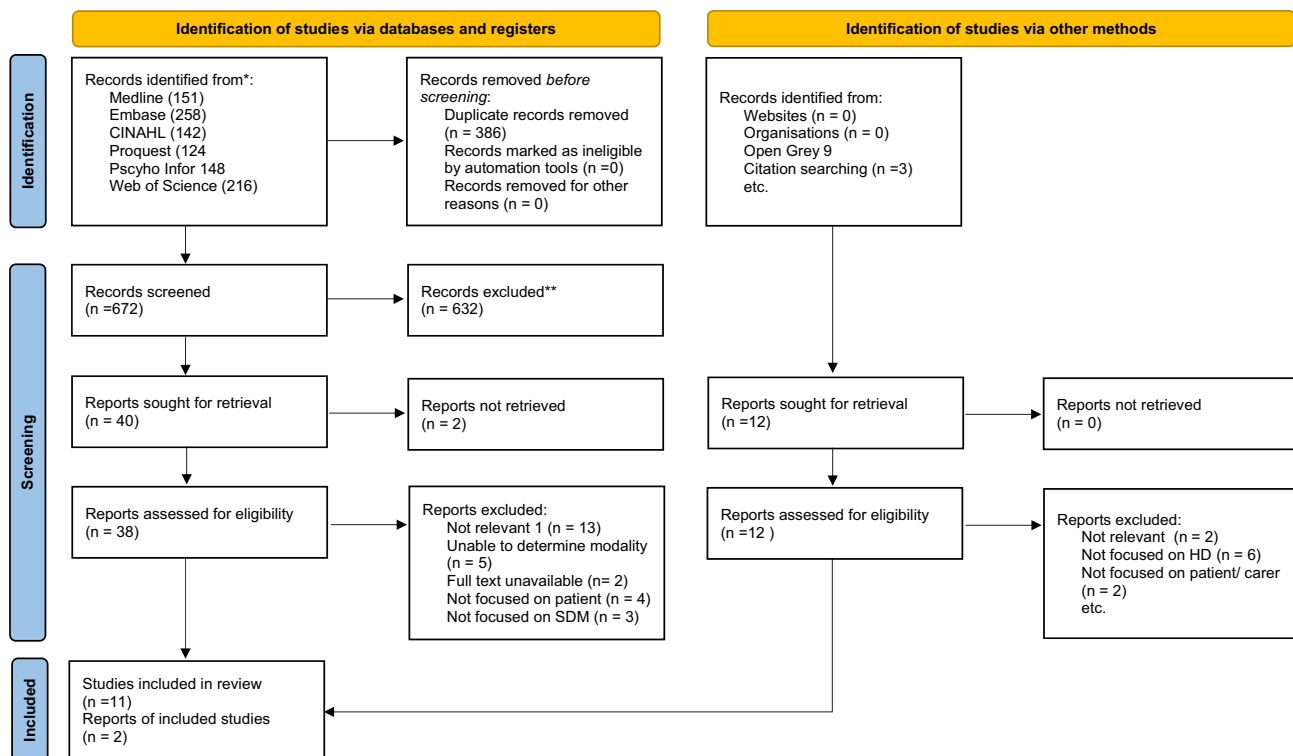 Identification of studies via databases and registers
Identification of studies via other methods
Identification
Records identified from*:
Medline (151)
Embase (258)
CINAHL (142)
Proquest (124
Pscyho Infor 148
Web of Science (216)
Records removed before
screening:
Duplicate records removed
(n = 386)
Records marked as ineligible
by automation tools (n =0)
Records removed for other
reasons (n = 0)
Records identified from:
Websites (n = 0)
Organisations (n = 0)
Open Grey 9
Citation searching (n =3)
etc.
Screening
Records screened
(n =672)
Records excluded**
(n = 632)
Reports sought for retrieval
(n = 40)
Reports not retrieved
(n = 2)
Reports sought for retrieval
(n =12)
Reports not retrieved
(n = 0)
Reports assessed for eligibility
(n = 38)
Reports excluded:
Not relevant 1 (n = 13)
Unable to determine modality
(n = 5)
Full text unavailable (n= 2)
Not focused on patient (n = 4)
Not focused on SDM (n = 3)
Reports assessed for eligibility
(n =12 )
Reports excluded:
Not relevant (n = 2)
Not focused on HD (n = 6)
Not focused on patient/ carer
(n = 2)
etc.
Included
Studies included in review
(n =11)
Reports of included studies
(n = 2)